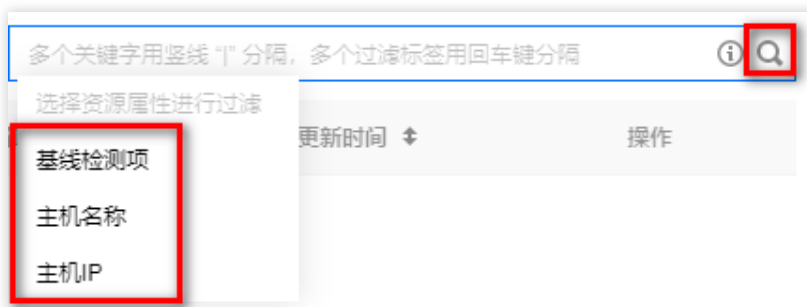 多个关键字用竖线 "|" 分隔，多个过滤标签用回车键分隔
选择资源属性进行过滤
更新时间 操作
基线检测项
主机名称
主机IP